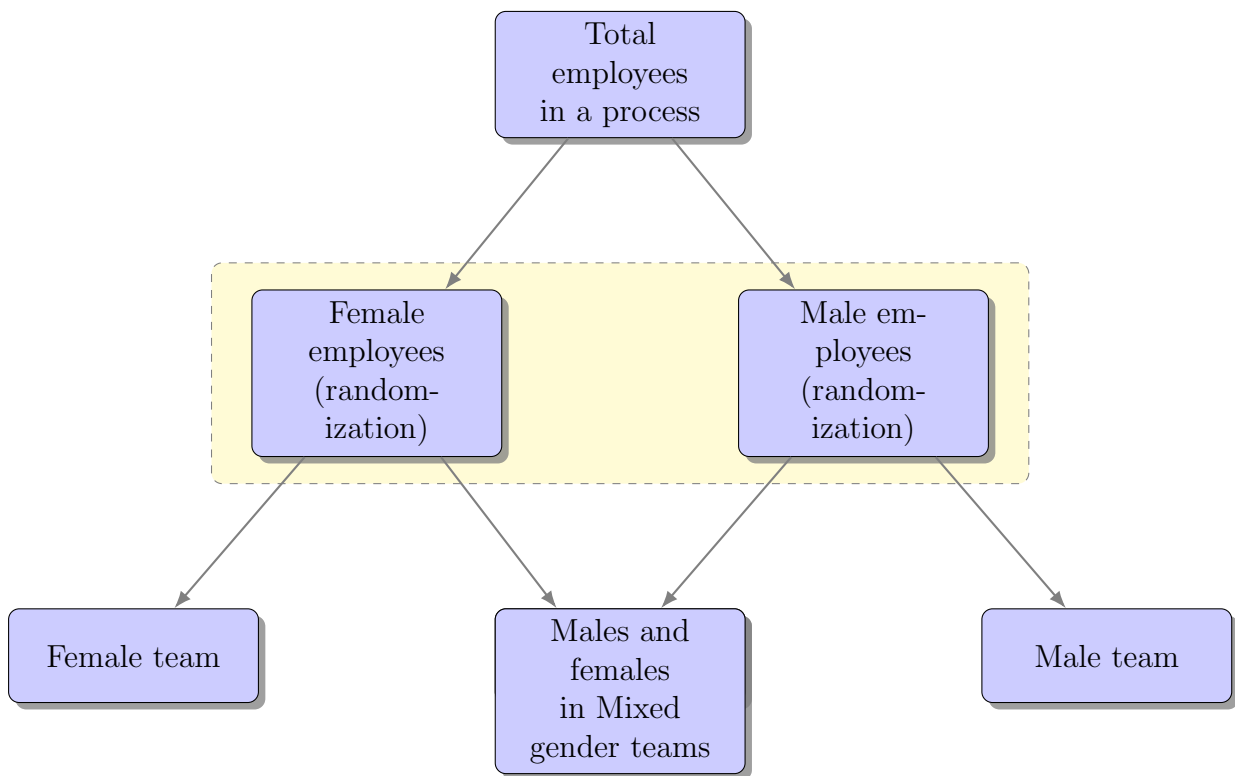 Total
employees
in a process
Female
employees
(random-
ization)
Male em-
ployees
(random-
ization)
Female team
Males and
females
in Mixed
gender teams
Male team